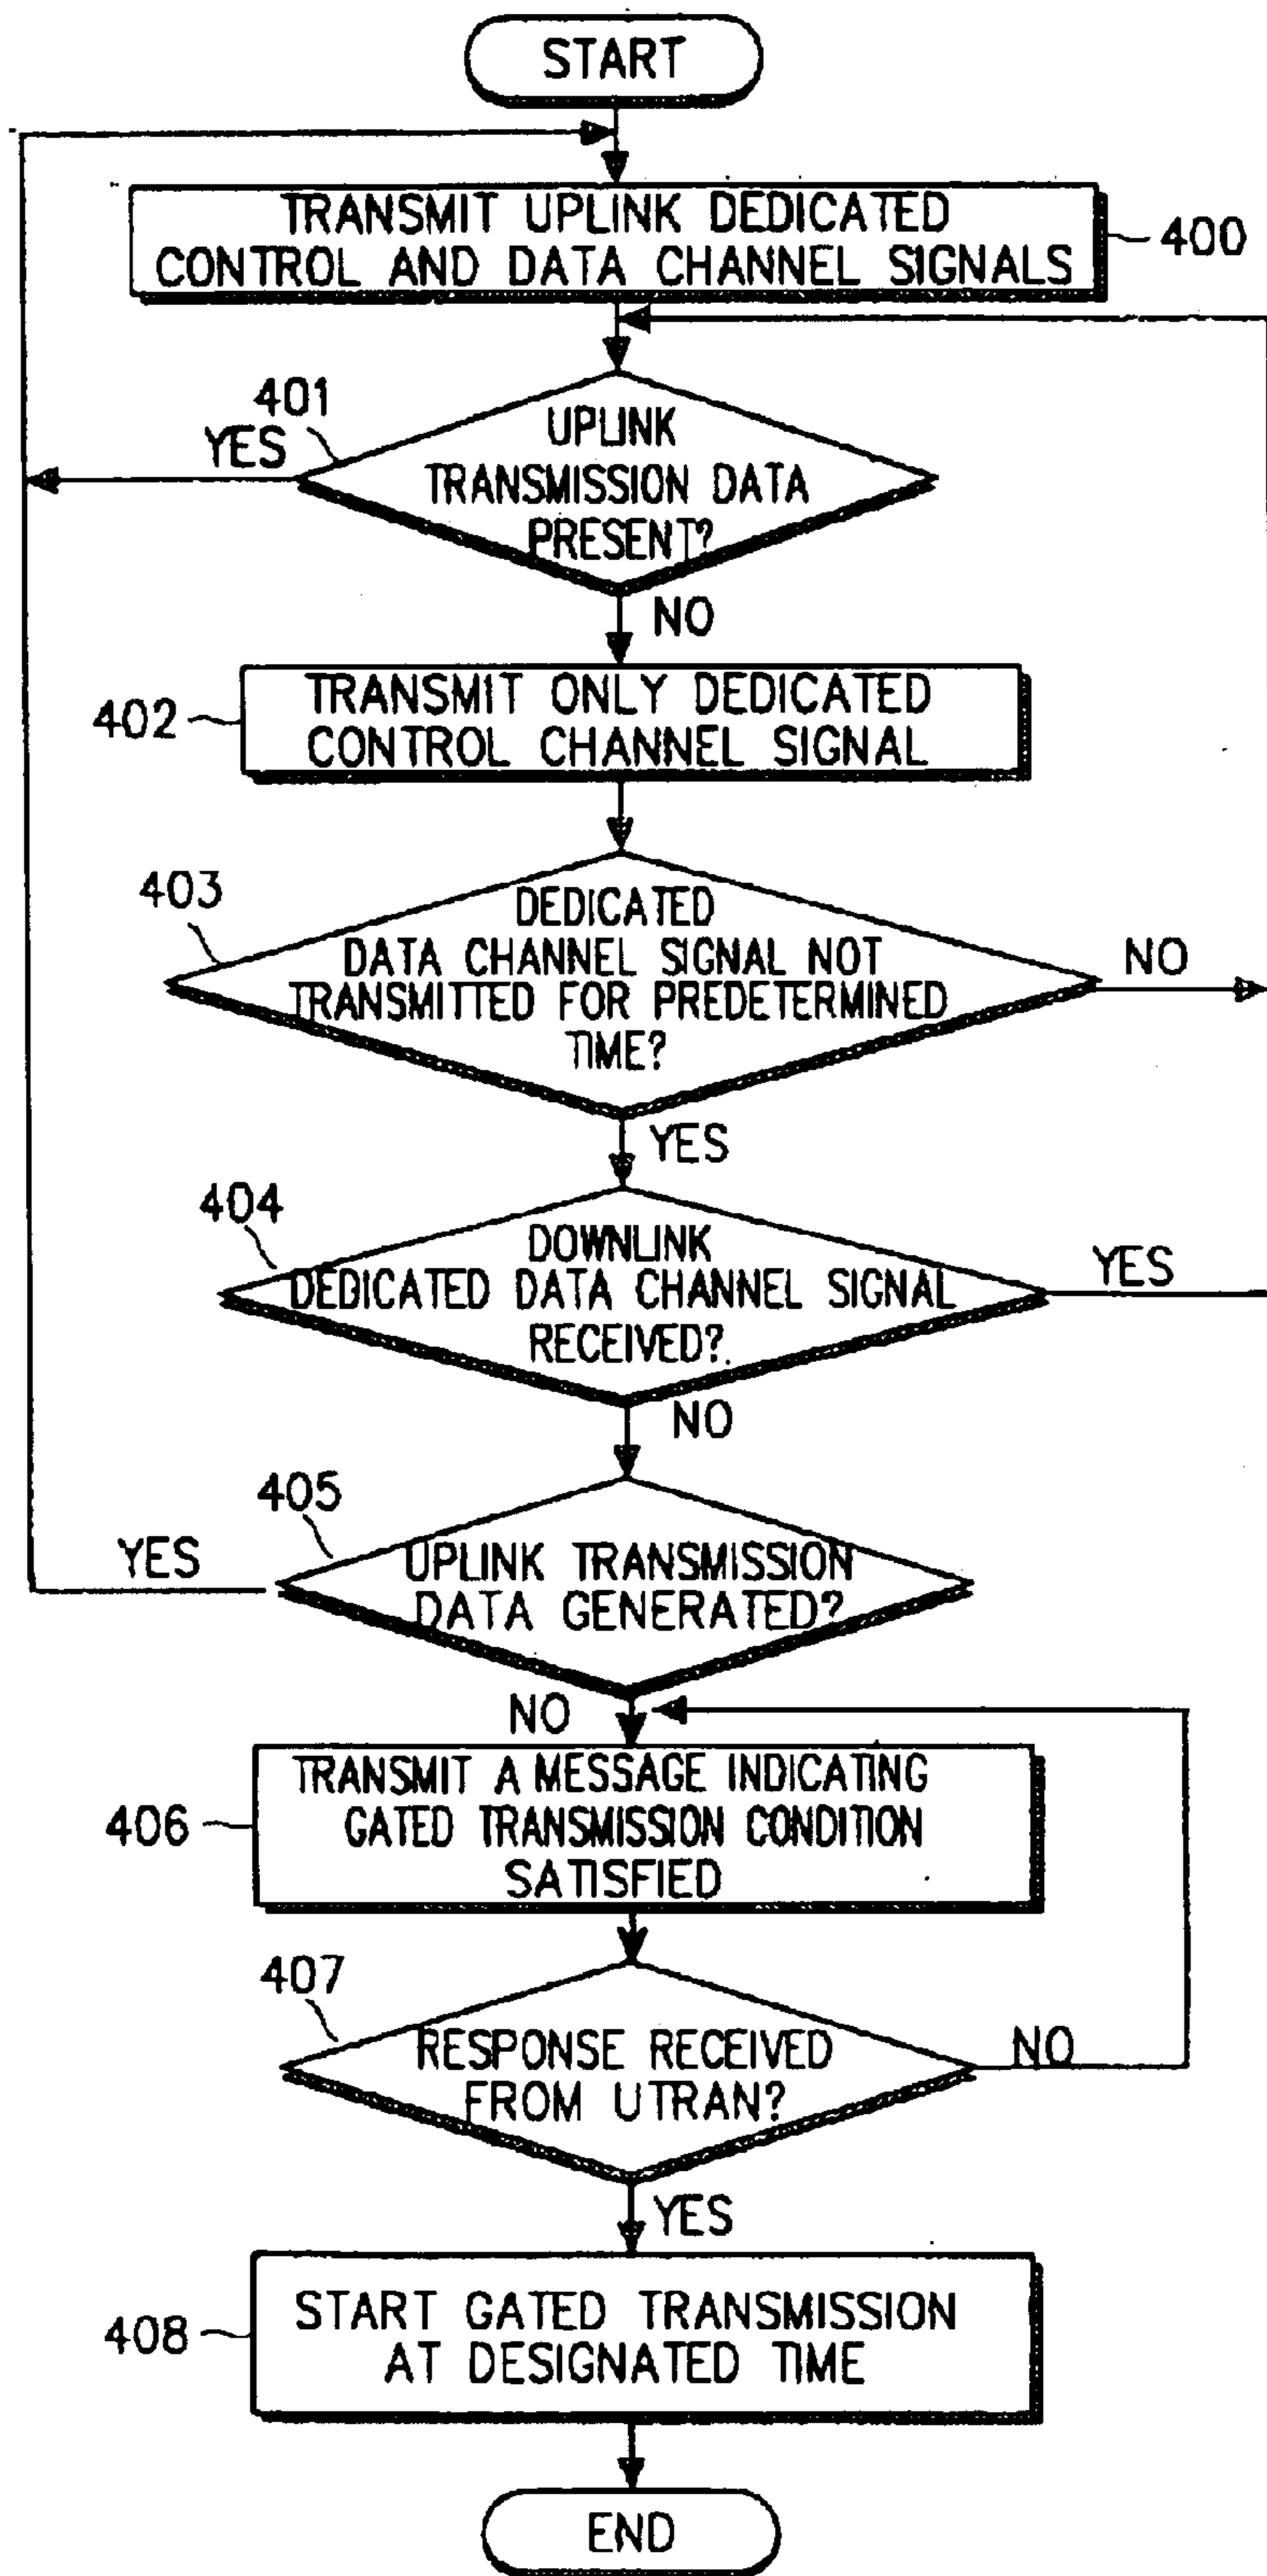 START
TRANSMIT UPLINK DEDICATED
CONTROL AND DATA CHANNEL SIGNALS
400
401
YES
UPLINK
TRANSMISSION DATA
PRESENT?
NO
402
TRANSMIT ONLY DEDICATED
CONTROL CHANNEL SIGNAL
403
DEDICATED
DATA CHANNEL SIGNAL NOT
TRANSMITTED FOR PREDETERMINED
TIME?
NO
YES
404
DOWNLINK
DEDICATED DATA CHANNEL SIGNAL
RECEIVED?
YES
NO
405
YES
UPLINK TRANSMISSION
DATA GENERATED?
NO
406
TRANSMIT A MESSAGE INDICATING
GATED TRANSMISSION CONDITION
SATISFIED
407
RESPONSE RECEIVED
FROM UTRAN?
NO
YES
408
START GATED TRANSMISSION
AT DESIGNATED TIME
END